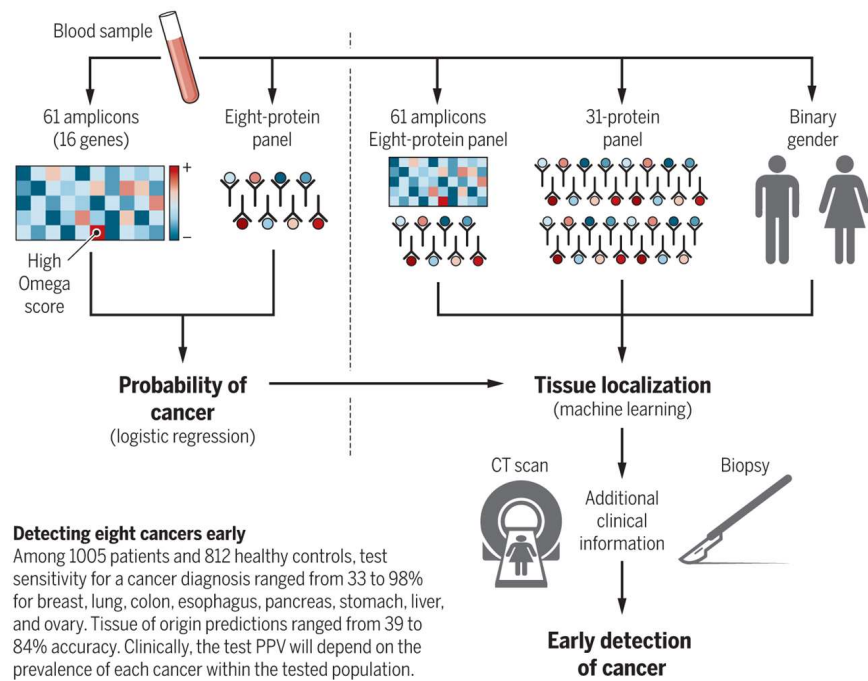 Blood sample
61 amplicons
(16 genes)
Eight-protein
panel
61 amplicons
Eight-protein panel
31-protein
panel
Binary
gender
+
–
High
Omega
score
Probability of
cancer
(logistic regression)
Tissue localization
(machine learning)
CT scan
Additional
clinical
information
Biopsy
Early detection
of cancer
Detecting eight cancers early
Among 1005 patients and 812 healthy controls, test
sensitivity for a cancer diagnosis ranged from 33 to 98%
for breast, lung, colon, esophagus, pancreas, stomach, liver,
and ovary. Tissue of origin predictions ranged from 39 to
84% accuracy. Clinically, the test PPV will depend on the
prevalence of each cancer within the tested population.